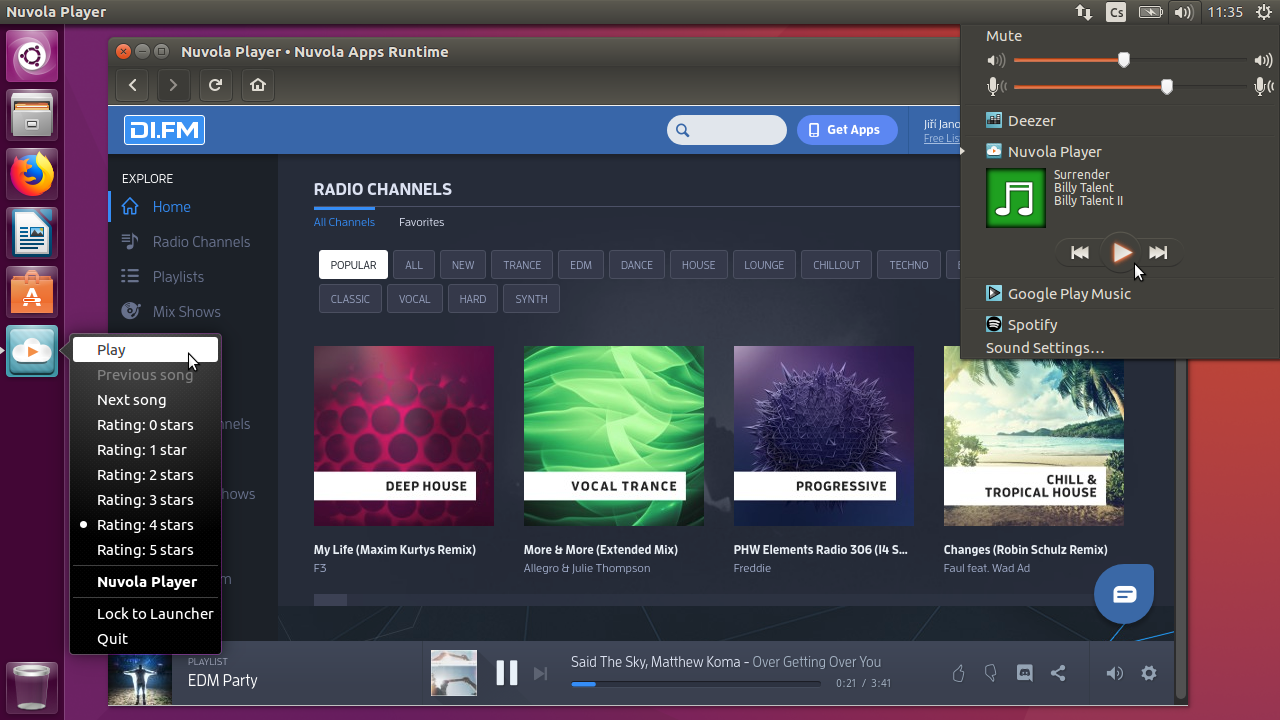 Nuvola Player
Cs
11:35
Nuvola Player • Nuvola Apps Runtime
DI.FM
Get Apps
Jiří Jano
Free Lis
EXPLORE
Home
Radio Channels
Playlists
Mix Shows
nels
hows
m
RADIO CHANNELS
All Channels
Favorites
POPULAR
ALL
NEW
TRANCE
EDM
DANCE
HOUSE
LOUNGE
CHILLOUT
TECHNO
CLASSIC
VOCAL
HARD
SYNTH
DEEP HOUSE
VOCAL TRANCE
PROGRESSIVE
CHILL &
TROPICAL HOUSE
My Life (Maxim Kurtys Remix)
F3
More & More (Extended Mix)
Allegro & Julie Thompson
PHW Elements Radio 306 (I4 S...
Freddie
Changes (Robin Schulz Remix)
Faul feat. Wad Ad
Play
Previous song
Next song
Rating: 0 stars
Rating: 1 star
Rating: 2 stars
Rating: 3 stars
Rating: 4 stars
Rating: 5 stars
Nuvola Player
Lock to Launcher
Quit
Mute
Deezer
Nuvola Player
Surrender
Billy Talent
Billy Talent II
Google Play Music
Spotify
Sound Settings...
PLAYLIST
EDM Party
Said The Sky, Matthew Koma - Over Getting Over You
0:21 / 3:41